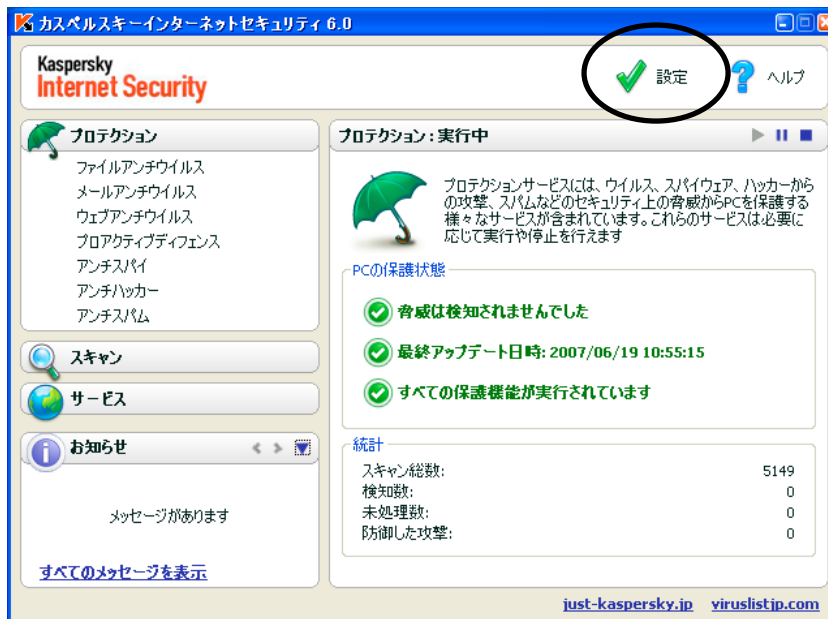 カスペルスキーインターネットセキュリティ 6.0
Kaspersky
Internet Security
設定
ヘルプ
プロテクション
ファイルアンチウイルス
メールアンチウイルス
ウェブアンチウイルス
プロアクティブディフェンス
アンチスパイ
アンチハッカー
アンチスパム
スキャン
サービス
お知らせ
メッセージがあります
すべてのメッセージを表示
プロテクション : 実行中
プロテクションサービスには、ウイルス、スパイウェア、ハッカーから
の攻撃、スパムなどのセキュリティ上の脅威からPCを保護する
様々なサービスが含まれています。これらのサービスは必要に
応じて実行や停止を行えます
PCの保護状態
脅威は検知されませんでした
最終アップデート日時: 2007/06/19 10:55:15
すべての保護機能が実行されています
統計
スキャン総数: 5149
検知数: 0
未処理数: 0
防御した攻撃: 0
just-kaspersky.jp viruslistjp.com